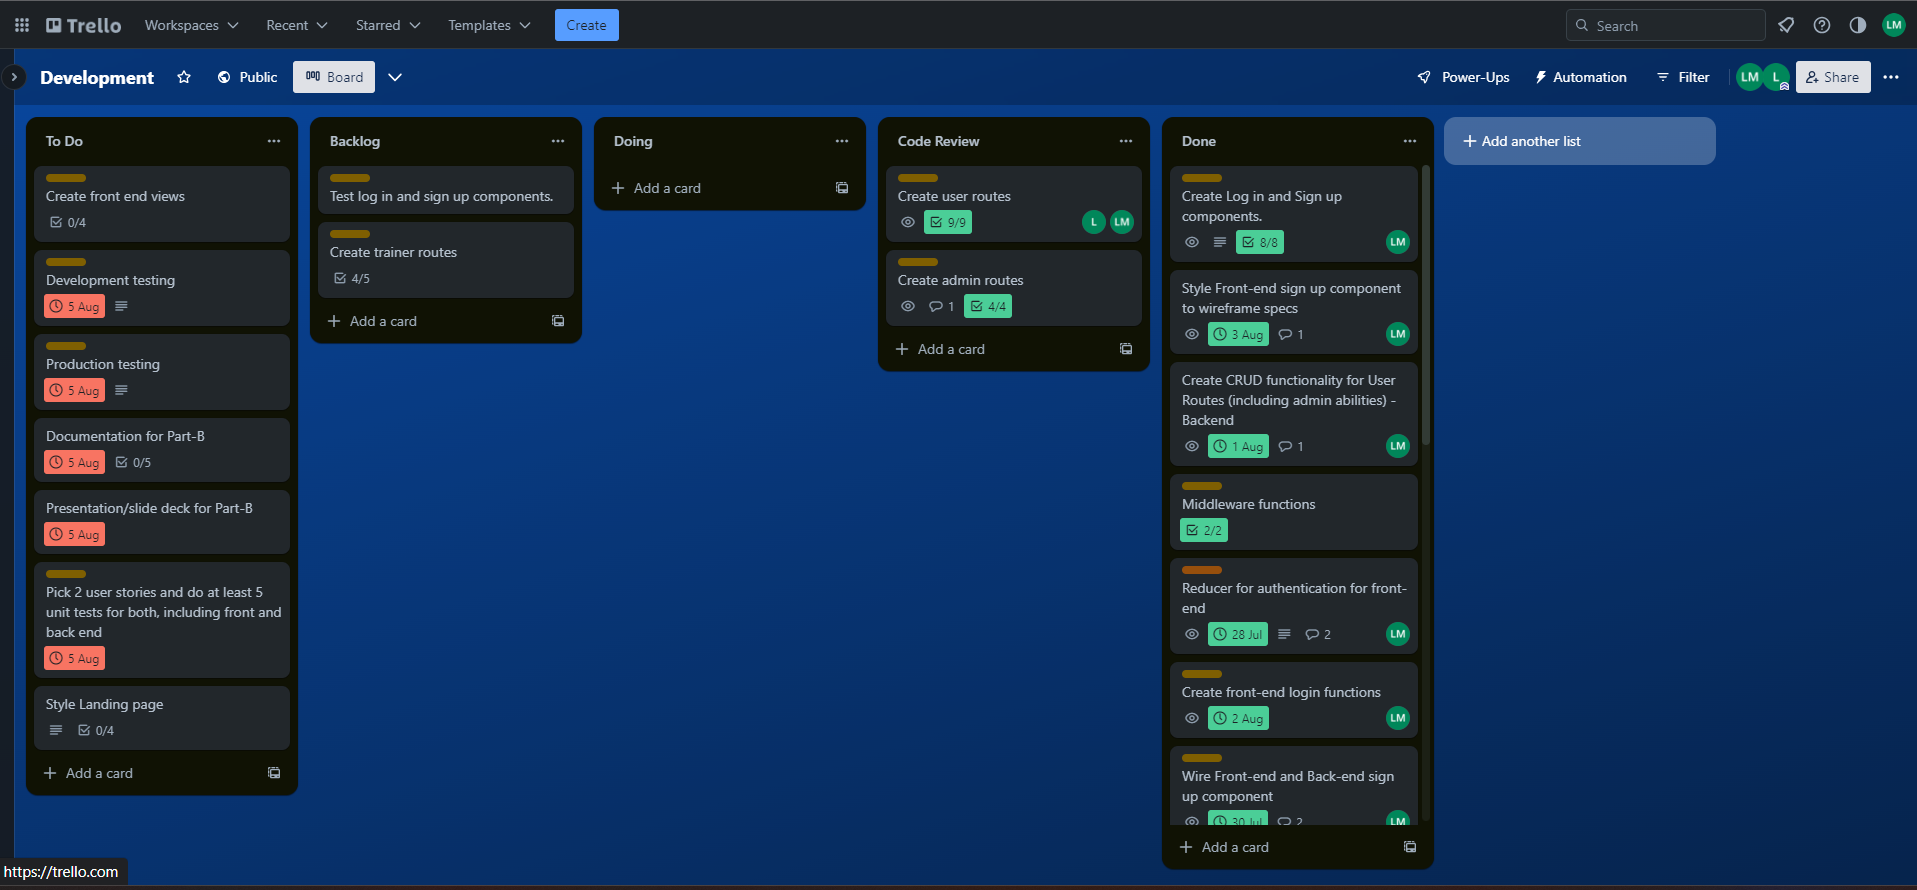 Trello
Workspaces
Recent
Starred
Templates
Create
Search
LM
Development
Public
Board
Power-Ups
Automation
Filter
LM
L
Share
To Do
Create front end views
0/4
Development testing
5 Aug
Production testing
5 Aug
Documentation for Part-B
5 Aug
0/5
Presentation/slide deck for Part-B
5 Aug
Pick 2 user stories and do at least 5
unit tests for both, including front and
back end
5 Aug
Style Landing page
0/4
Add a card
Backlog
Test log in and sign up components.
Create trainer routes
4/5
Add a card
Doing
Add a card
Code Review
Create user routes
9/9
L
LM
Create admin routes
1
4/4
Add a card
Done
Create Log in and Sign up
components.
8/8
LM
Style Front-end sign up component
to wireframe specs
3 Aug
1
LM
Create CRUD functionality for User
Routes (including admin abilities) -
Backend
1 Aug
1
LM
Middleware functions
2/2
Reducer for authentication for front-
end
28 Jul
2
LM
Create front-end login functions
2 Aug
LM
Wire Front-end and Back-end sign
up component
30 Jul
2
LM
Add a card
Add another list
https://trello.com